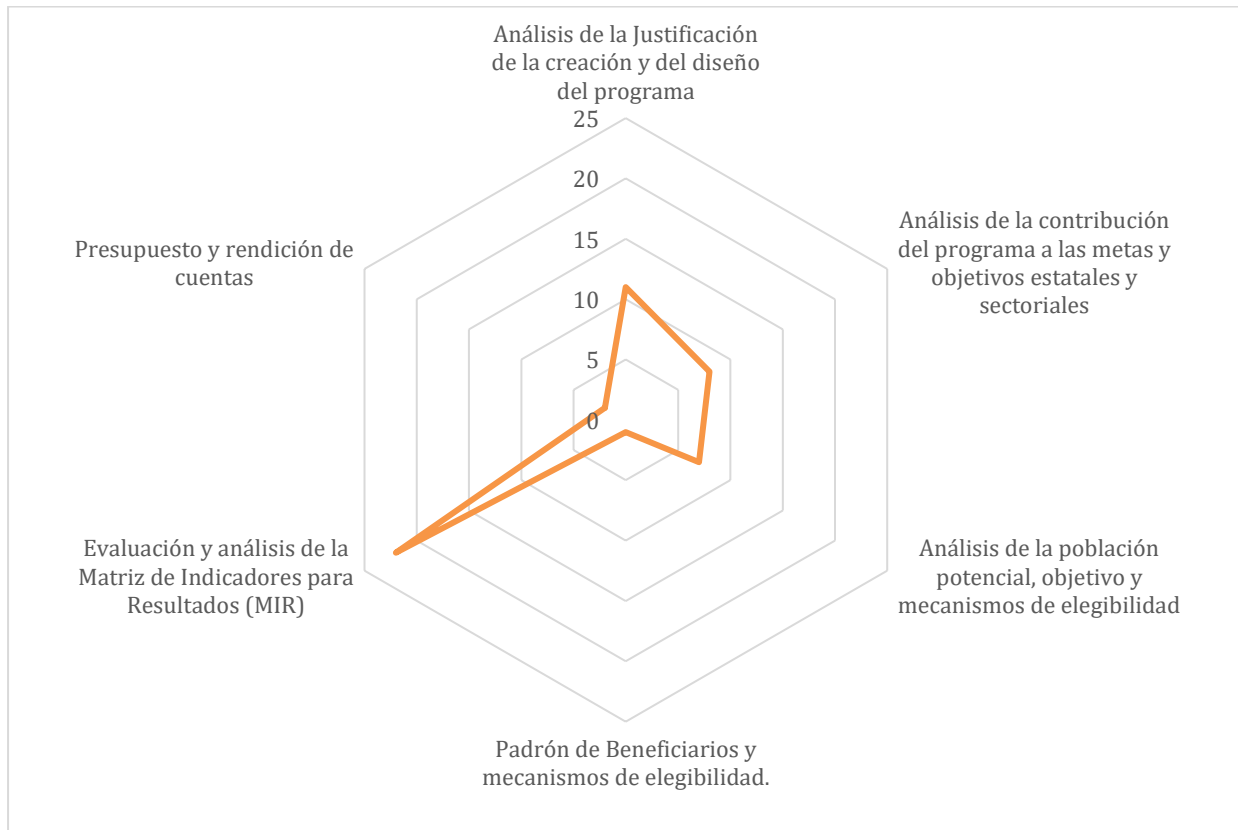 Análisis de la Justificación
de la creación y del diseño
del programa
25
20
15
10
5
0
Análisis de la contribución
del programa a las metas y
objetivos estatales y
sectoriales
Análisis de la población
potencial, objetivo y
mecanismos de elegibilidad
Padrón de Beneficiarios y
mecanismos de elegibilidad.
Evaluación y análisis de la
Matriz de Indicadores para
Resultados (MIR)
Presupuesto y rendición de
cuentas